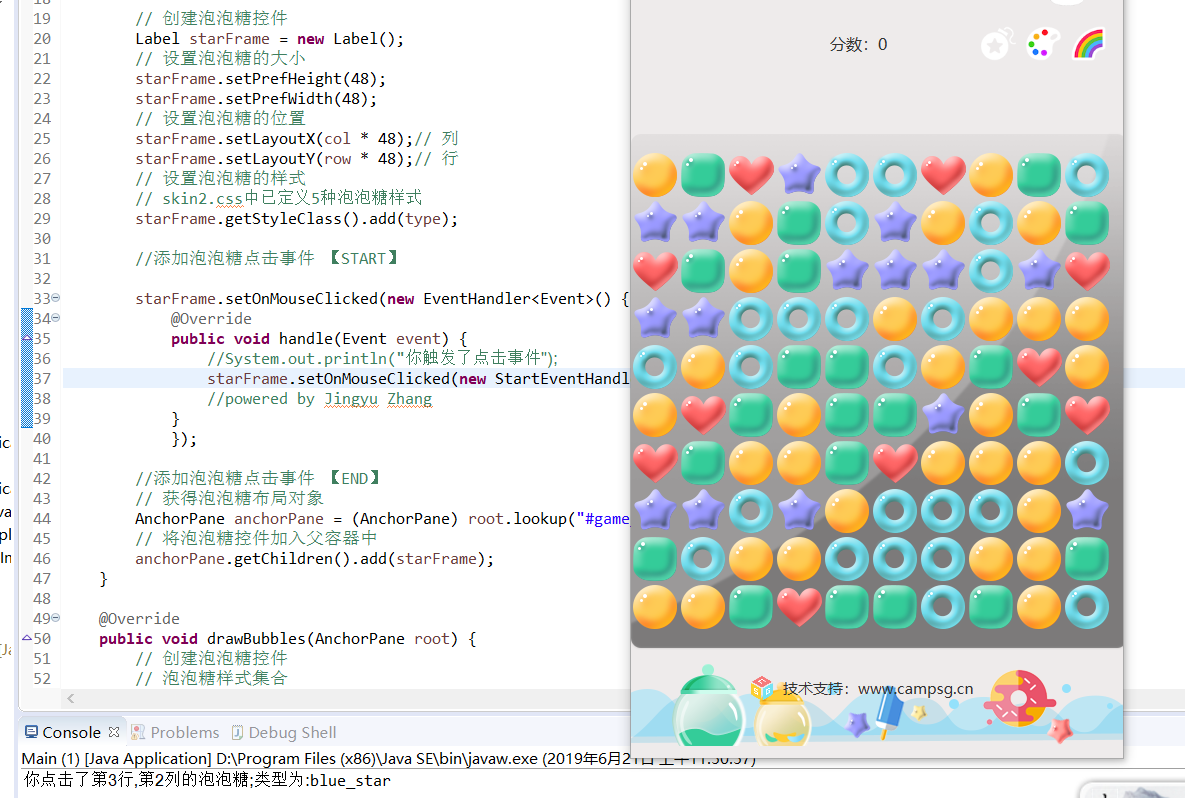 19 // 创建泡泡糖控件
20 Label starFrame = new Label();
21 // 设置泡泡糖的大小
22 starFrame.setPrefHeight(48);
23 starFrame.setPrefWidth(48);
24 // 设置泡泡糖的位置
25 starFrame.setLayoutX(col * 48);// 列
26 starFrame.setLayoutY(row * 48);// 行
27 // 设置泡泡糖的样式
28 // skin2.css中已定义5种泡泡糖样式
29 starFrame.getStyleClass().add(type);
30
31 //添加泡泡糖点击事件 【START】
32
33 starFrame.setOnMouseClicked(new EventHandler<Event>() {
34 @Override
35 public void handle(Event event) {
36 //System.out.println("你触发了点击事件");
37 starFrame.setOnMouseClicked(new StartEventHandl
38 //powered by Jingyu Zhang
39 }
40 });
41
42 //添加泡泡糖点击事件 【END】
43 // 获得泡泡糖布局对象
44 AnchorPane anchorPane = (AnchorPane) root.lookup("#game_
45 // 将泡泡糖控件加入父容器中
46 anchorPane.getChildren().add(starFrame);
47 }
48
49 @Override
50 public void drawBubbles(AnchorPane root) {
51 // 创建泡泡糖控件
52 // 泡泡糖样式集合
分数：0
技术支持：www.campsg.cn
Console Problems Debug Shell
Main (1) [Java Application] D:\Program Files (x86)\Java SE\bin\javaw.exe (2019年6月21日 上午11:50:57)
你点击了第3行,第2列的泡泡糖;类型为:blue_star